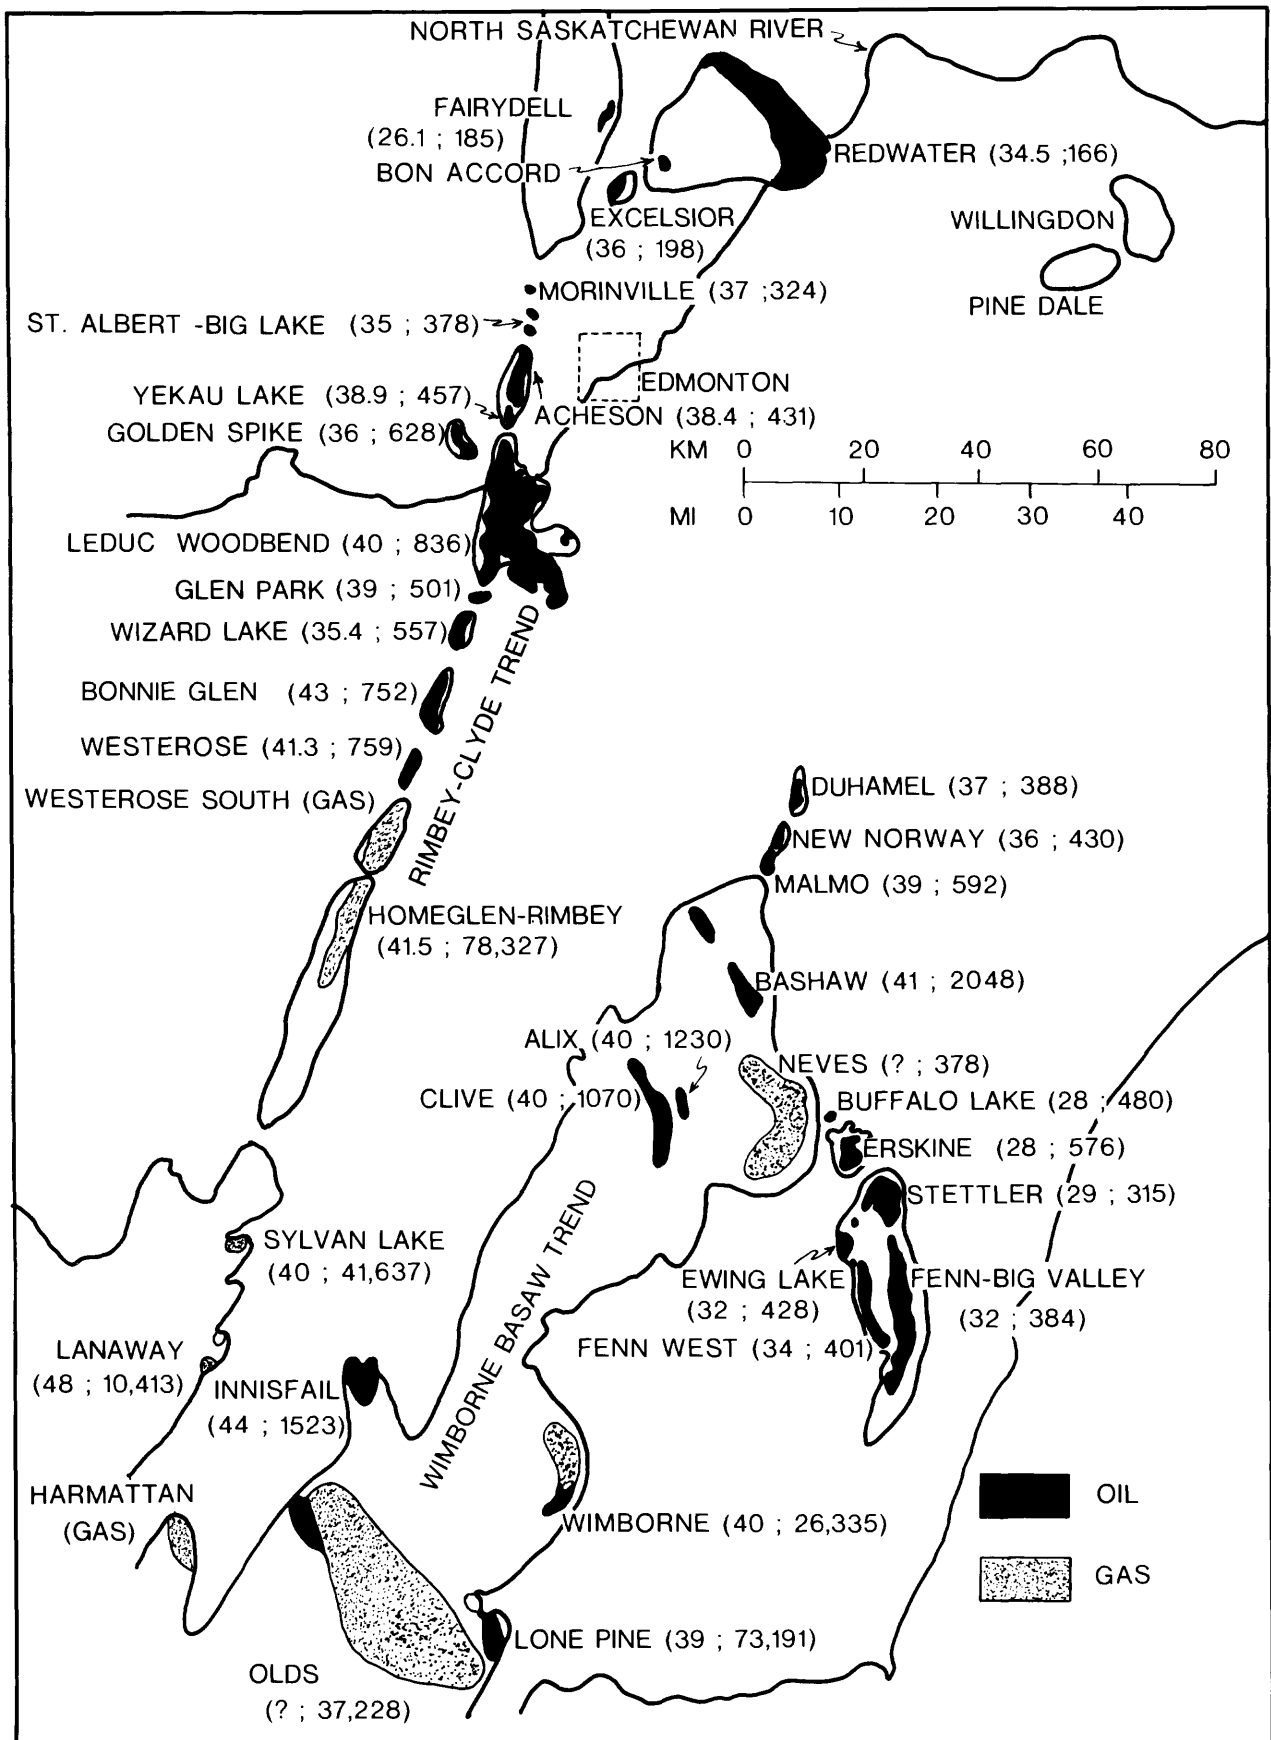 NORTH SASKATCHEWAN RIVER
FAIRYDELL
(26.1 ; 185)
BON ACCORD
REDWATER (34.5 ;166)
EXCELSIOR
(36 ; 198)
WILLINGDON
PINE DALE
MORINVILLE (37 ;324)
ST. ALBERT -BIG LAKE (35 ; 378)
EDMONTON
YEKAU LAKE (38.9 ; 457)
ACHESON (38.4 ; 431)
GOLDEN SPIKE (36 ; 628)
KM 0 20 40 60 80
MI 0 10 20 30 40
LEDUC WOODBEND (40 ; 836)
GLEN PARK (39 ; 501)
WIZARD LAKE (35.4 ; 557)
BONNIE GLEN (43 ; 752)
WESTEROSE (41.3 ; 759)
WESTEROSE SOUTH (GAS)
RIMBEY-CLYDE TREND
DUHAMEL (37 ; 388)
NEW NORWAY (36 ; 430)
MALMO (39 ; 592)
HOMEGLEN-RIMBEY
(41.5 ; 78,327)
BASHAW (41 ; 2048)
ALIX (40 ; 1230)
NEVES (? ; 378)
CLIVE (40 ; 1070)
BUFFALO LAKE (28 ; 480)
ERSKINE (28 ; 576)
STETTLER (29 ; 315)
SYLVAN LAKE
(40 ; 41,637)
WIMBORNE BASAW TREND
EWING LAKE
(32 ; 428)
FENN-BIG VALLEY
(32 ; 384)
FENN WEST (34 ; 401)
LANAWAY
(48 ; 10,413)
INNISFAIL
(44 ; 1523)
HARMATTAN
(GAS)
WIMBORNE (40 ; 26,335)
OIL
GAS
LONE PINE (39 ; 73,191)
OLDS
(? ; 37,228)